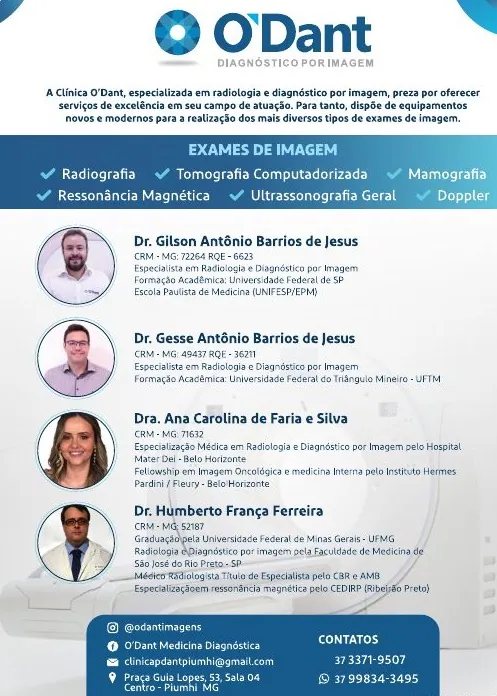 O'Dant
DIAGNÓSTICO POR IMAGEM
A Clínica O'Dant, especializada em radiologia e diagnóstico por imagem, preza por oferecer
serviços de excelência em seu campo de atuação. Para tanto, dispõe de equipamentos
novos e modernos para a realização dos mais diversos tipos de exames de imagem.
EXAMES DE IMAGEM
Radiografia Tomografia Computadorizada Mamografia
Ressonância Magnética Ultrassonografia Geral Doppler
Dr. Gilson Antônio Barrios de Jesus
CRM - MG: 72264 RQE - 6623
Especialista em Radiologia e Diagnóstico por Imagem
Formação Acadêmica: Universidade Federal de SP
Escola Paulista de Medicina (UNIFESP/EPM)
Dr. Gesse Antônio Barrios de Jesus
CRM - MG: 49437 RQE - 36211
Especialista em Radiologia e Diagnóstico por Imagem
Formação Acadêmica: Universidade Federal do Triângulo Mineiro - UFTM
Dra. Ana Carolina de Faria e Silva
CRM - MG: 71632
Especialização Médica em Radiologia e Diagnóstico por Imagem pelo Hospital
Mater Dei - Belo Horizonte
Fellowship em Imagem Oncológica e medicina Interna pelo Instituto Hermes
Pardini / Fleury - Belo Horizonte
Dr. Humberto França Ferreira
CRM - MG: 52187
Graduação pela Universidade Federal de Minas Gerais - UFMG
Radiologia e Diagnóstico por imagem pela Faculdade de Medicina de
São José do Rio Preto - SP
Médico Radiologista Título de Especialista pelo CBR e AMB
Especializaçãoem ressonância magnética pelo CEDIRP (Ribeirão Preto)
@odantimagens
O'Dant Medicina Diagnóstica
clinicapdantpiumhi@gmail.com
Praça Guia Lopes, 53, Sala 04
Centro - Piumhi MG
CONTATOS
37 3371-9507
37 99834-3495